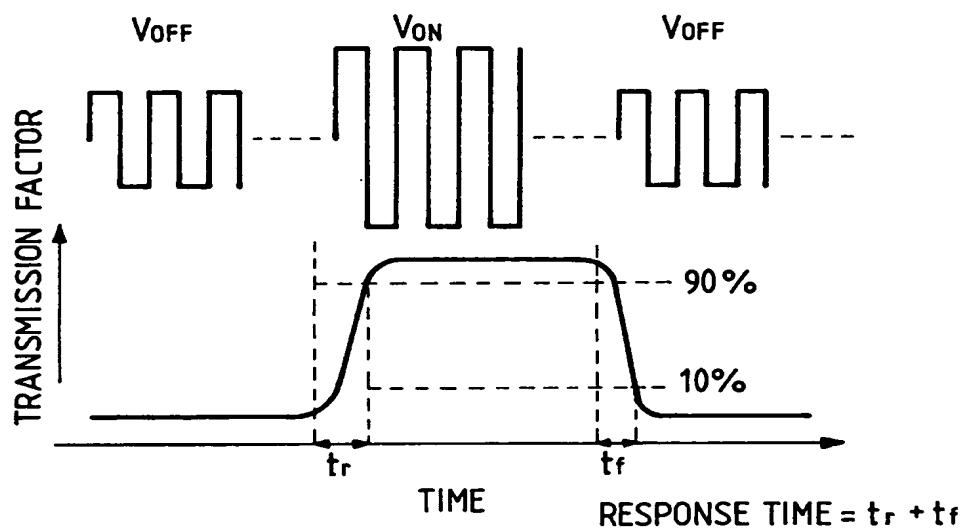 VOFF VON VOFF
TRANSMISSION FACTOR
90%
10%
tr tf
TIME
RESPONSE TIME = tr + tf